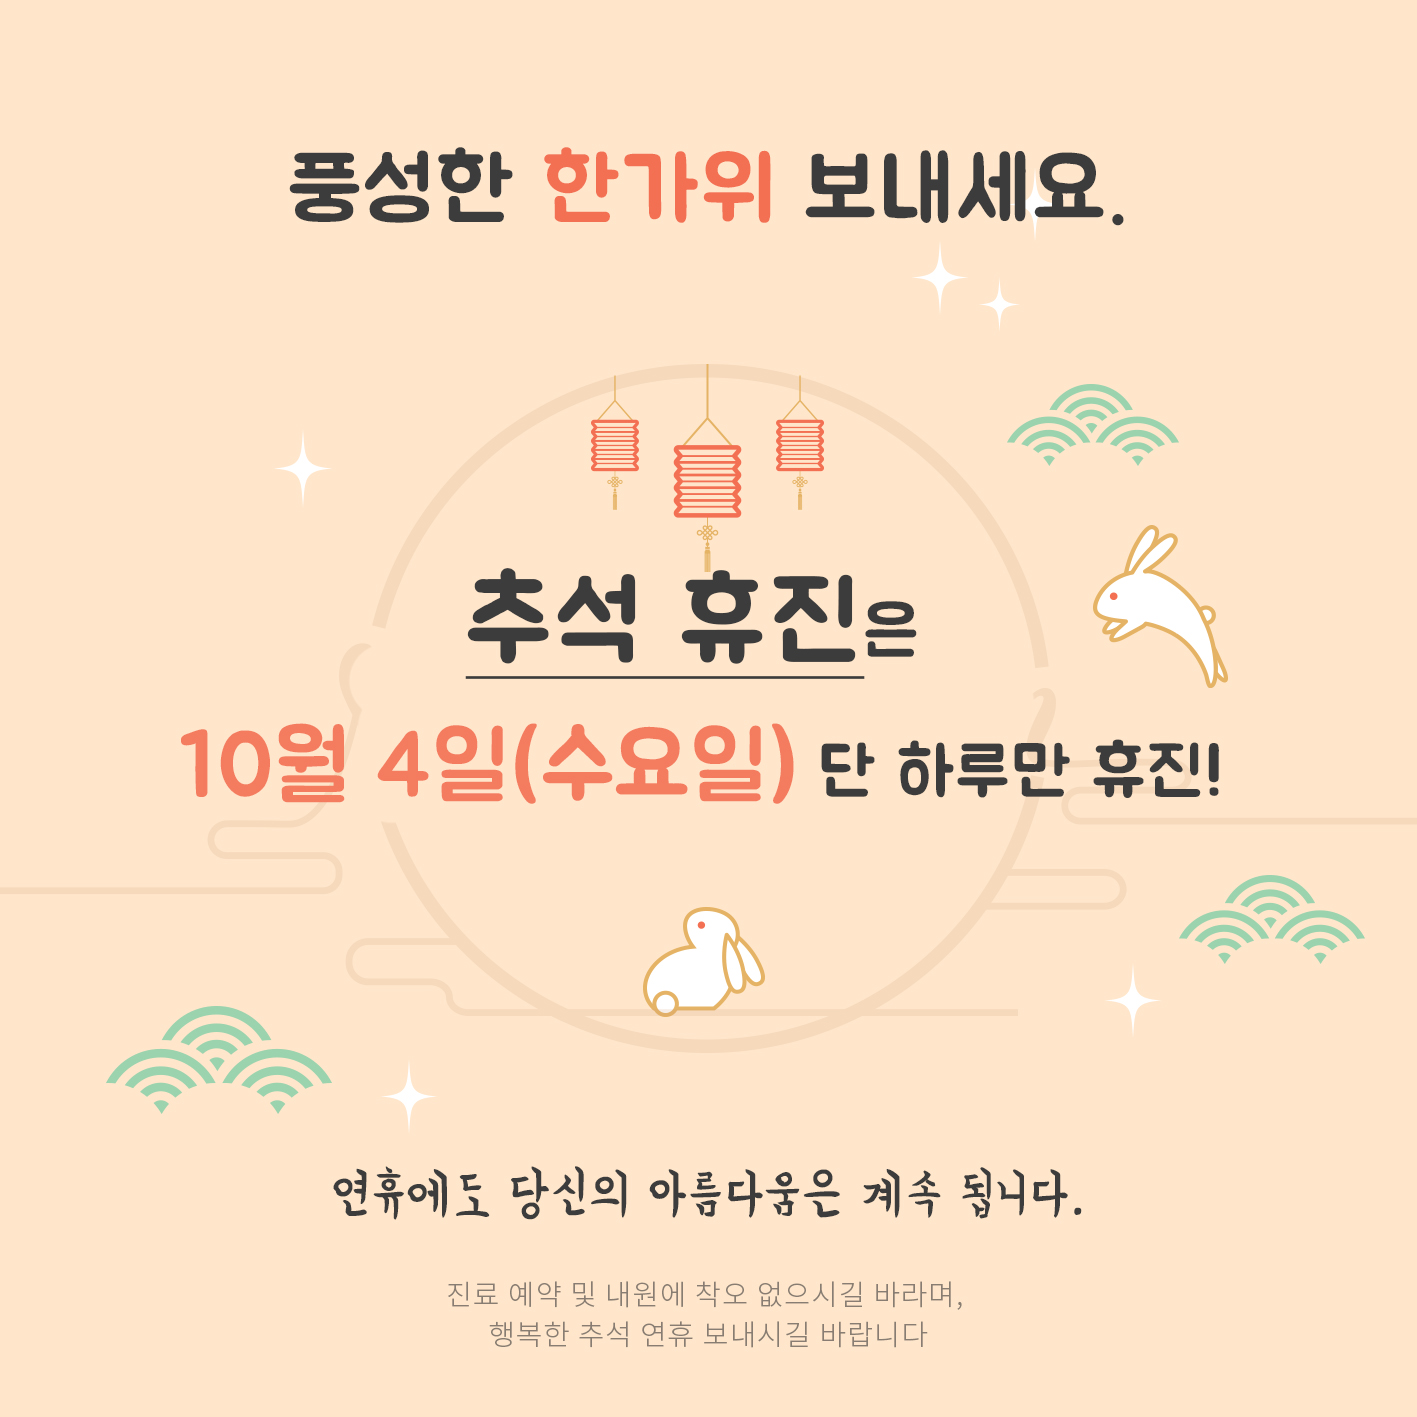 풍성한 한가위 보내세요.
추석 휴진은
10월 4일(수요일) 단 하루만 휴진!
연휴에도 당신의 아름다움은 계속 됩니다.
진료 예약 및 내원에 착오 없으시길 바라며,
행복한 추석 연휴 보내시길 바랍니다